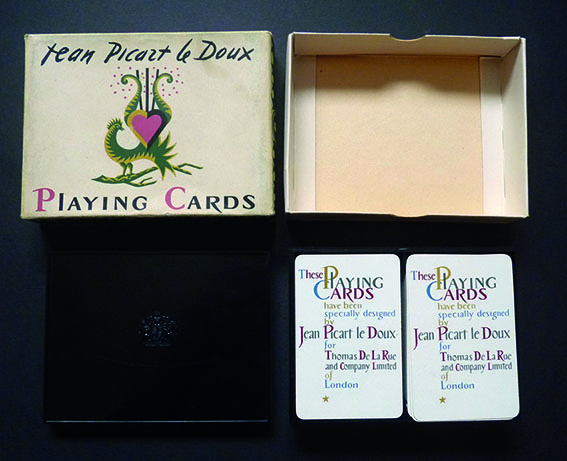 Jean Picart le Doux
PLAYING CARDS
These PLAYING
CARDS
have been
specially designed
by
Jean Picart le Doux
for
Thomas De La Rue
and Company Limited
of
London
These PLAYING
CARDS
have been
specially designed
by
Jean Picart le Doux
for
Thomas De La Rue
and Company Limited
of
London